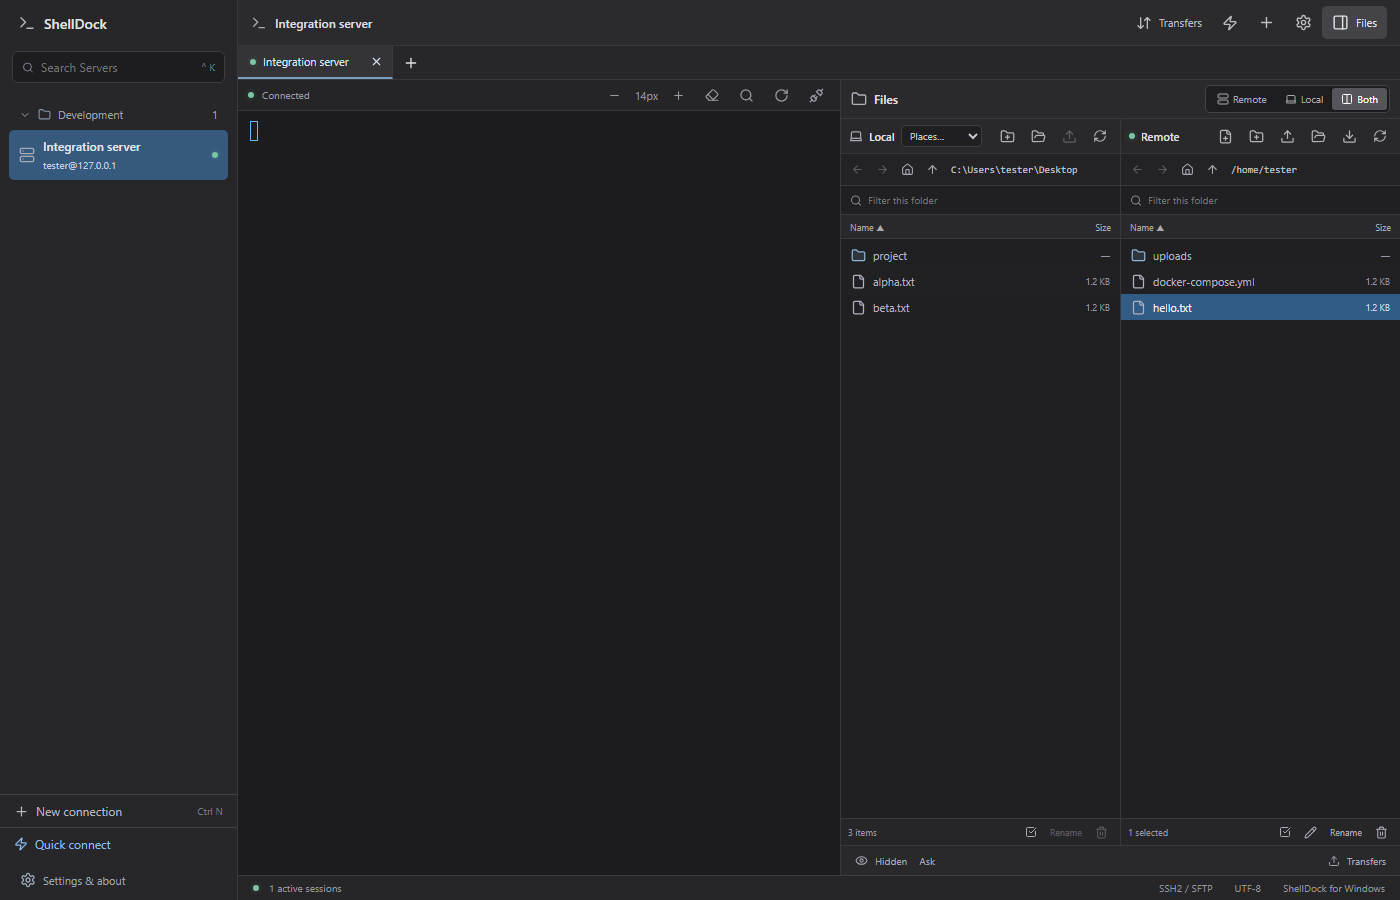 ShellDock
Search Servers
^ K
Development
1
Integration server
tester@127.0.0.1
New connection
Ctrl N
Quick connect
Settings & about
Integration server
Transfers
Files
Integration server
Connected
14px
Files
Remote
Local
Both
Local
Places...
C:\Users\tester\Desktop
Filter this folder
Name
Size
project
—
alpha.txt
1.2 KB
beta.txt
1.2 KB
3 items
Rename
Remote
/home/tester
Filter this folder
Name
Size
uploads
—
docker-compose.yml
1.2 KB
hello.txt
1.2 KB
1 selected
Rename
Hidden
Ask
Transfers
1 active sessions
SSH2 / SFTP
UTF-8
ShellDock for Windows